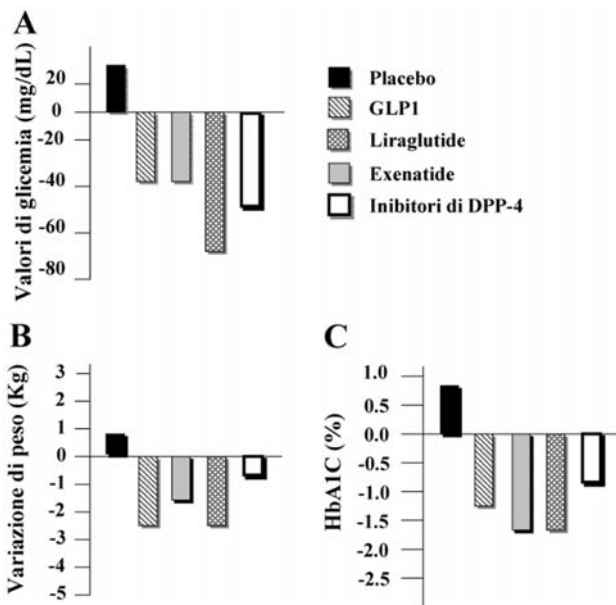 A
Valori di glicemia (mg/dL)
20
0
-20
-40
-60
-80
Placebo
GLP1
Liraglutide
Exenatide
Inibitori di DPP-4
B
Variazione di peso (Kg)
3
2
1
0
-1
-2
-3
-4
-5
C
HbA1C (%)
1.0
0.5
0.0
-0.5
-1.0
-1.5
-2.0
-2.5